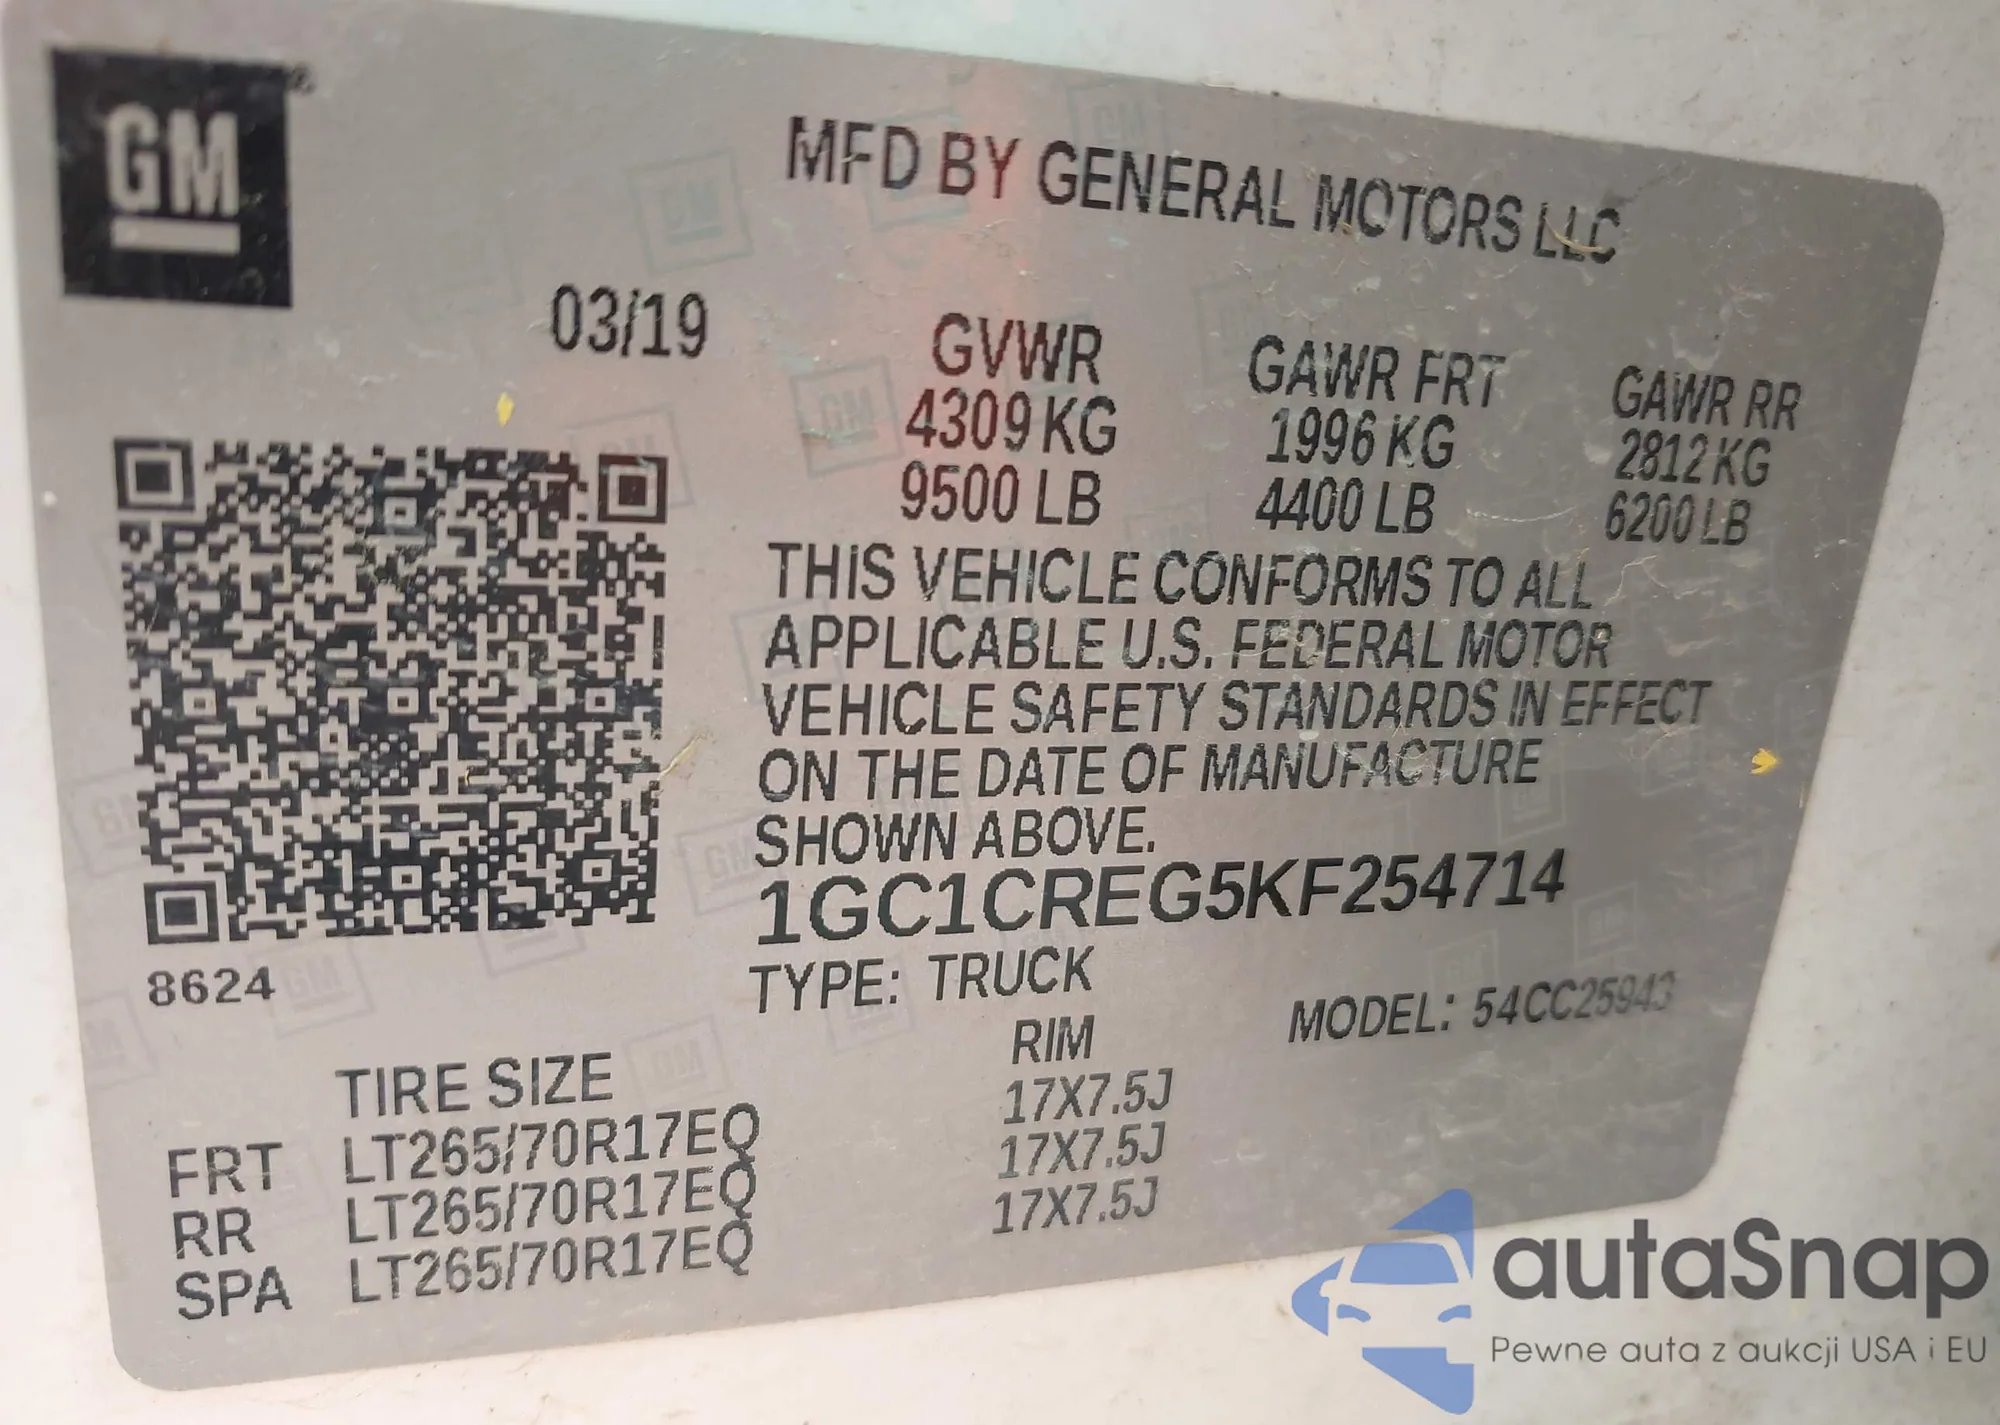 GM
MFD BY GENERAL MOTORS LLC
03/19
GVWR GAWR FRT GAWR RR
4309 KG 1996 KG 2812 KG
9500 LB 4400 LB 6200 LB
THIS VEHICLE CONFORMS TO ALL
APPLICABLE U.S. FEDERAL MOTOR
VEHICLE SAFETY STANDARDS IN EFFECT
ON THE DATE OF MANUFACTURE
SHOWN ABOVE.
1GC1CREG5KF254714
8624
TYPE: TRUCK
MODEL: 54CC25943
TIRE SIZE RIM
FRT LT265/70R17EQ 17X7.5J
RR LT265/70R17EQ 17X7.5J
SPA LT265/70R17EQ 17X7.5J
autaSnap
Pewne auta z aukcji USA i EU